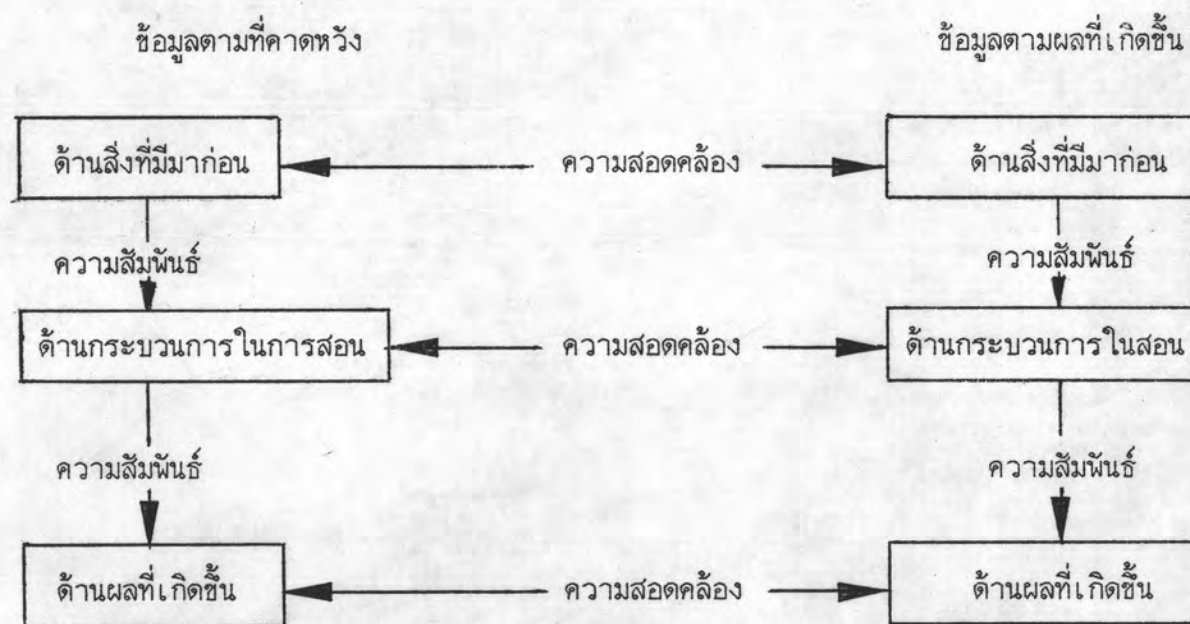 ข้อมูลตามที่คาดหวัง ข้อมูลตามผลที่เกิดขึ้น
ด้านสิ่งที่มีมาก่อน ความสอดคล้อง ด้านสิ่งที่มีมาก่อน
ความสัมพันธ์ ความสัมพันธ์
ด้านกระบวนการในการสอน ความสอดคล้อง ด้านกระบวนการในสอน
ความสัมพันธ์ ความสัมพันธ์
ด้านผลที่เกิดขึ้น ความสอดคล้อง ด้านผลที่เกิดขึ้น